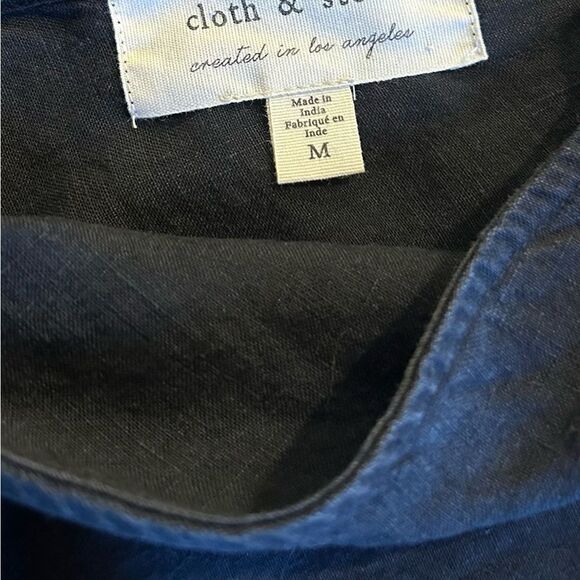 cloth &
created in los angeles
Made in
India
Fabriqué en
Inde
M